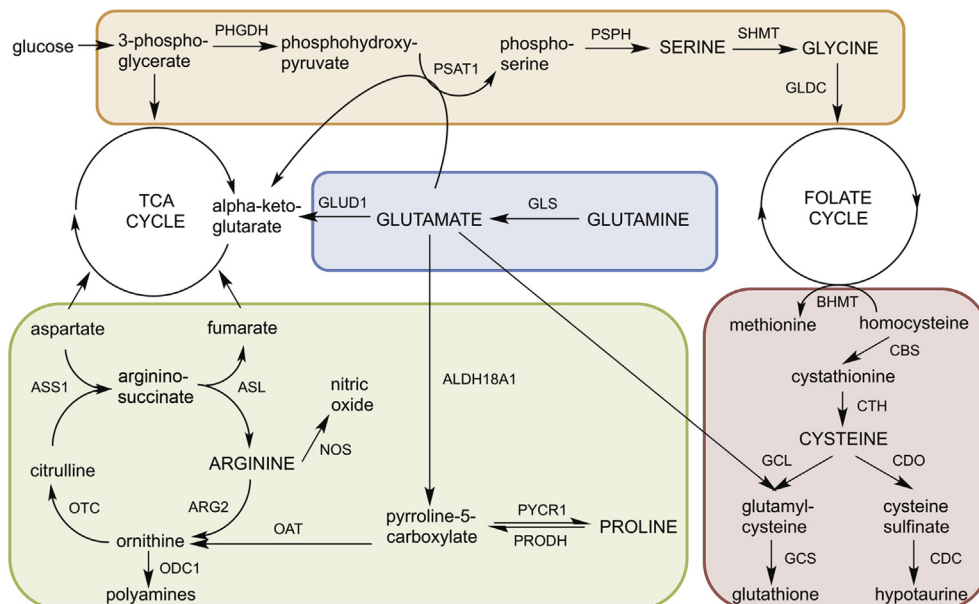 glucose
3-phospho-
glycerate
PHGDH
phosphohydroxy-
pyruvate
PSAT1
phospho-
serine
PSPH
SERINE
SHMT
GLYCINE
GLDC
TCA
CYCLE
alpha-keto-
glutarate
GLUD1
GLUTAMATE
GLS
GLUTAMINE
FOLATE
CYCLE
aspartate
fumarate
ASS1
arginino-
succinate
ASL
nitric
oxide
NOS
ARGININE
citrulline
OTC
ARG2
ornithine
OAT
ODC1
polyamines
ALDH18A1
pyrroline-5-
carboxylate
PYCR1
PRODH
PROLINE
BHMT
methionine
homocysteine
CBS
cystathionine
CTH
CYSTEINE
GCL
CDO
glutamyl-
cysteine
cysteine
sulfinate
GCS
CDC
glutathione
hypotaurine